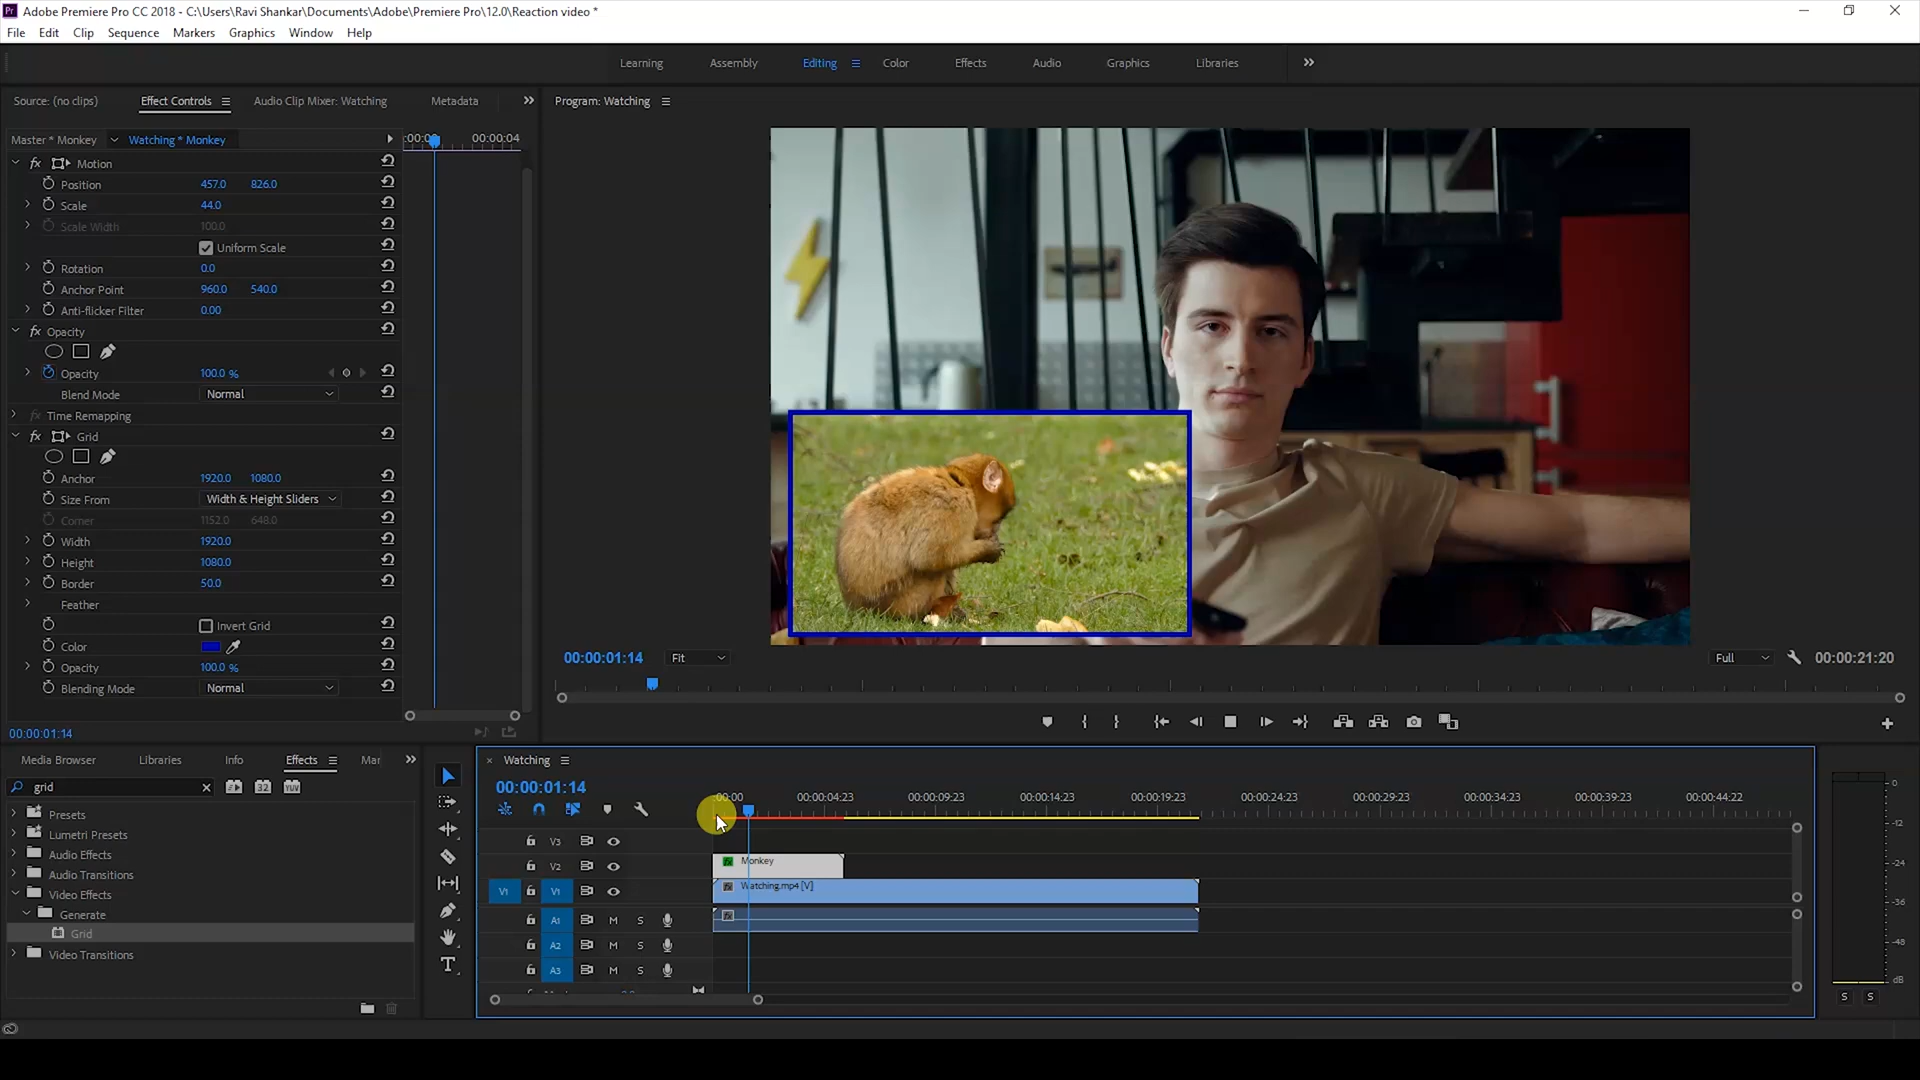 Pr Adobe Premiere Pro CC 2018 - C:\Users\Ravi Shankar\Documents\Adobe\Premiere Pro\12.0\Reaction video *
File Edit Clip Sequence Markers Graphics Window Help
Learning Assembly Editing Color Effects Audio Graphics Libraries
Source: (no clips) Effect Controls Audio Clip Mixer: Watching Metadata
Program: Watching
Master * Monkey Watching * Monkey
:00:00 00:00:04
fx Motion
Position 457.0 826.0
Scale 44.0
Scale Width 100.0
Uniform Scale
Rotation 0.0
Anchor Point 960.0 540.0
Anti-flicker Filter 0.00
fx Opacity
Opacity 100.0 %
Blend Mode Normal
fx Time Remapping
fx Grid
Anchor 1920.0 1080.0
Size From Width & Height Sliders
Corner 1152.0 648.0
Width 1920.0
Height 1080.0
Border 50.0
Feather
Invert Grid
Color
Opacity 100.0 %
Blending Mode Normal
00:00:01:14
00:00:01:14 Fit Full 00:00:21:20
Media Browser Libraries Info Effects Mar
grid
32 YUV
Presets
Lumetri Presets
Audio Effects
Audio Transitions
Video Effects
Generate
Grid
Video Transitions
Watching
00:00:01:14
:00:00 00:00:04:23 00:00:09:23 00:00:14:23 00:00:19:23 00:00:24:23 00:00:29:23 00:00:34:23 00:00:39:23 00:00:44:22
V3
V2 Monkey
V1 V1 Watching.mp4 [V]
A1 M S
A2 M S
A3 M S
0
-12
-24
-36
-48
dB
S S